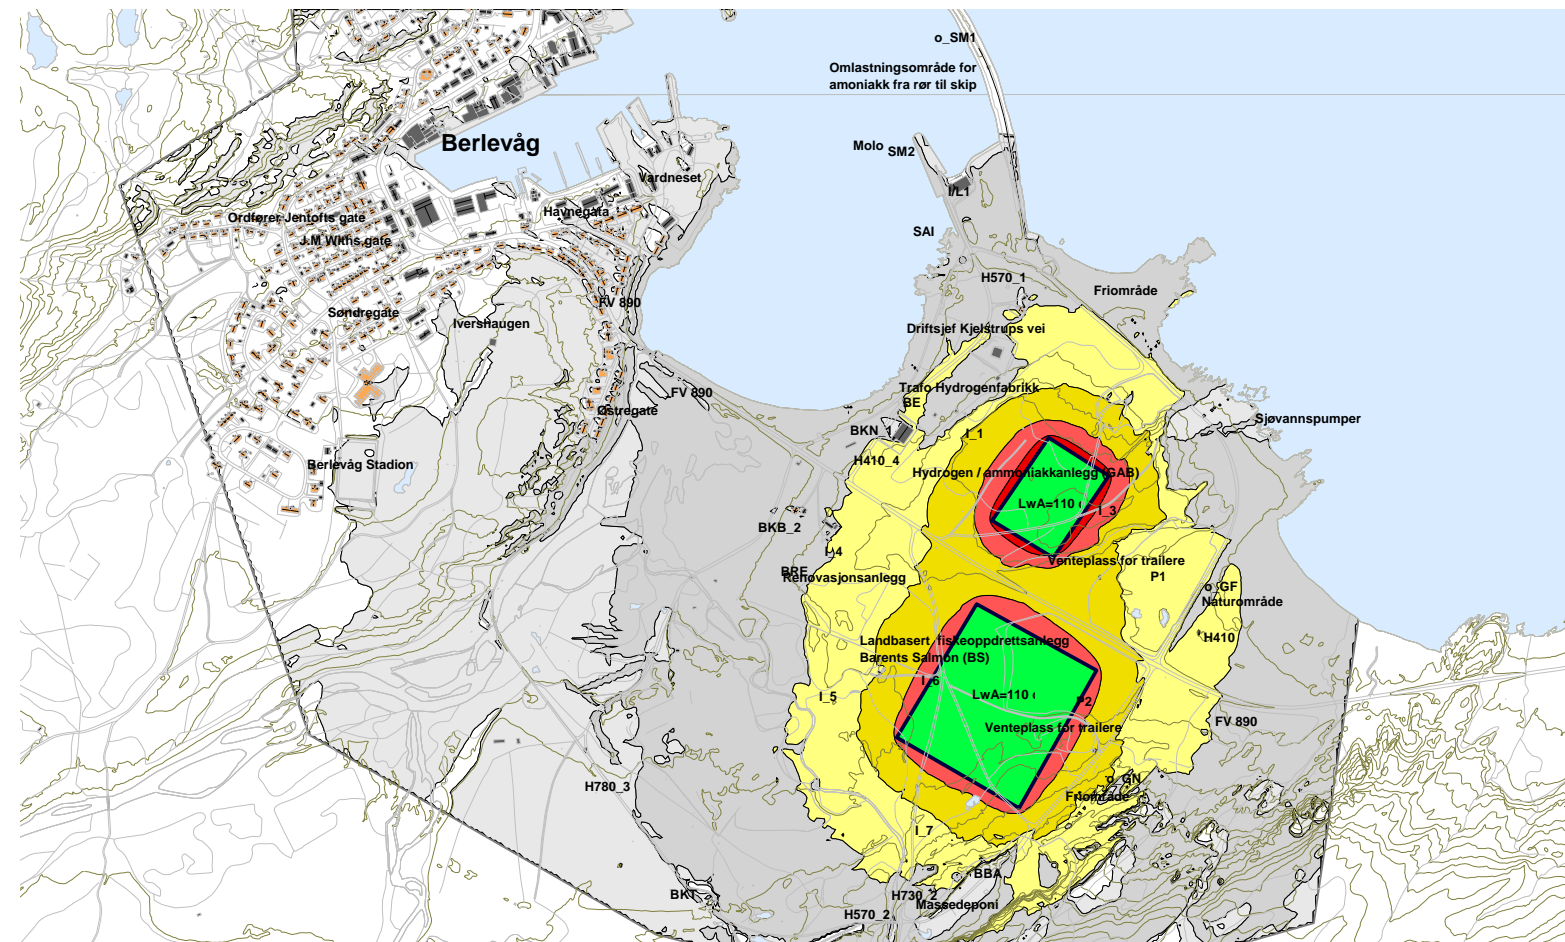 o_SM1
Omlastningsområde for
amoniakk fra rør til skip
Berlevåg
Molo
SM2
Vardneset
I/L1
Ordfører Jentofts gate
Havnegata
J.M Withs gate
SAI
H570_1
Friområde
FV 890
Søndregate
Ivershaugen
Driftsjef Kjelstrups vei
Trafo Hydrogenfabrikk
BE
FV 890
Østregate
Sjøvannspumper
BKN_1
I_1
Berlevåg Stadion
H410_4
Hydrogen / ammoniakkanlegg (GAB)
LwA=110
I_3
BKB_2
I_4
Venteplass for trailere
P1
BRE
Renovasjonsanlegg
o_GF
Naturområde
H410
Landbasert fiskeoppdrettsanlegg
Barents Salmon (BS)
I_6
I_5
LwA=110
P2
FV 890
Venteplass for trailere
H780_3
o_GN
Friområde
I_7
BBA
BKT
H730_2
Massedeponi
H570_2